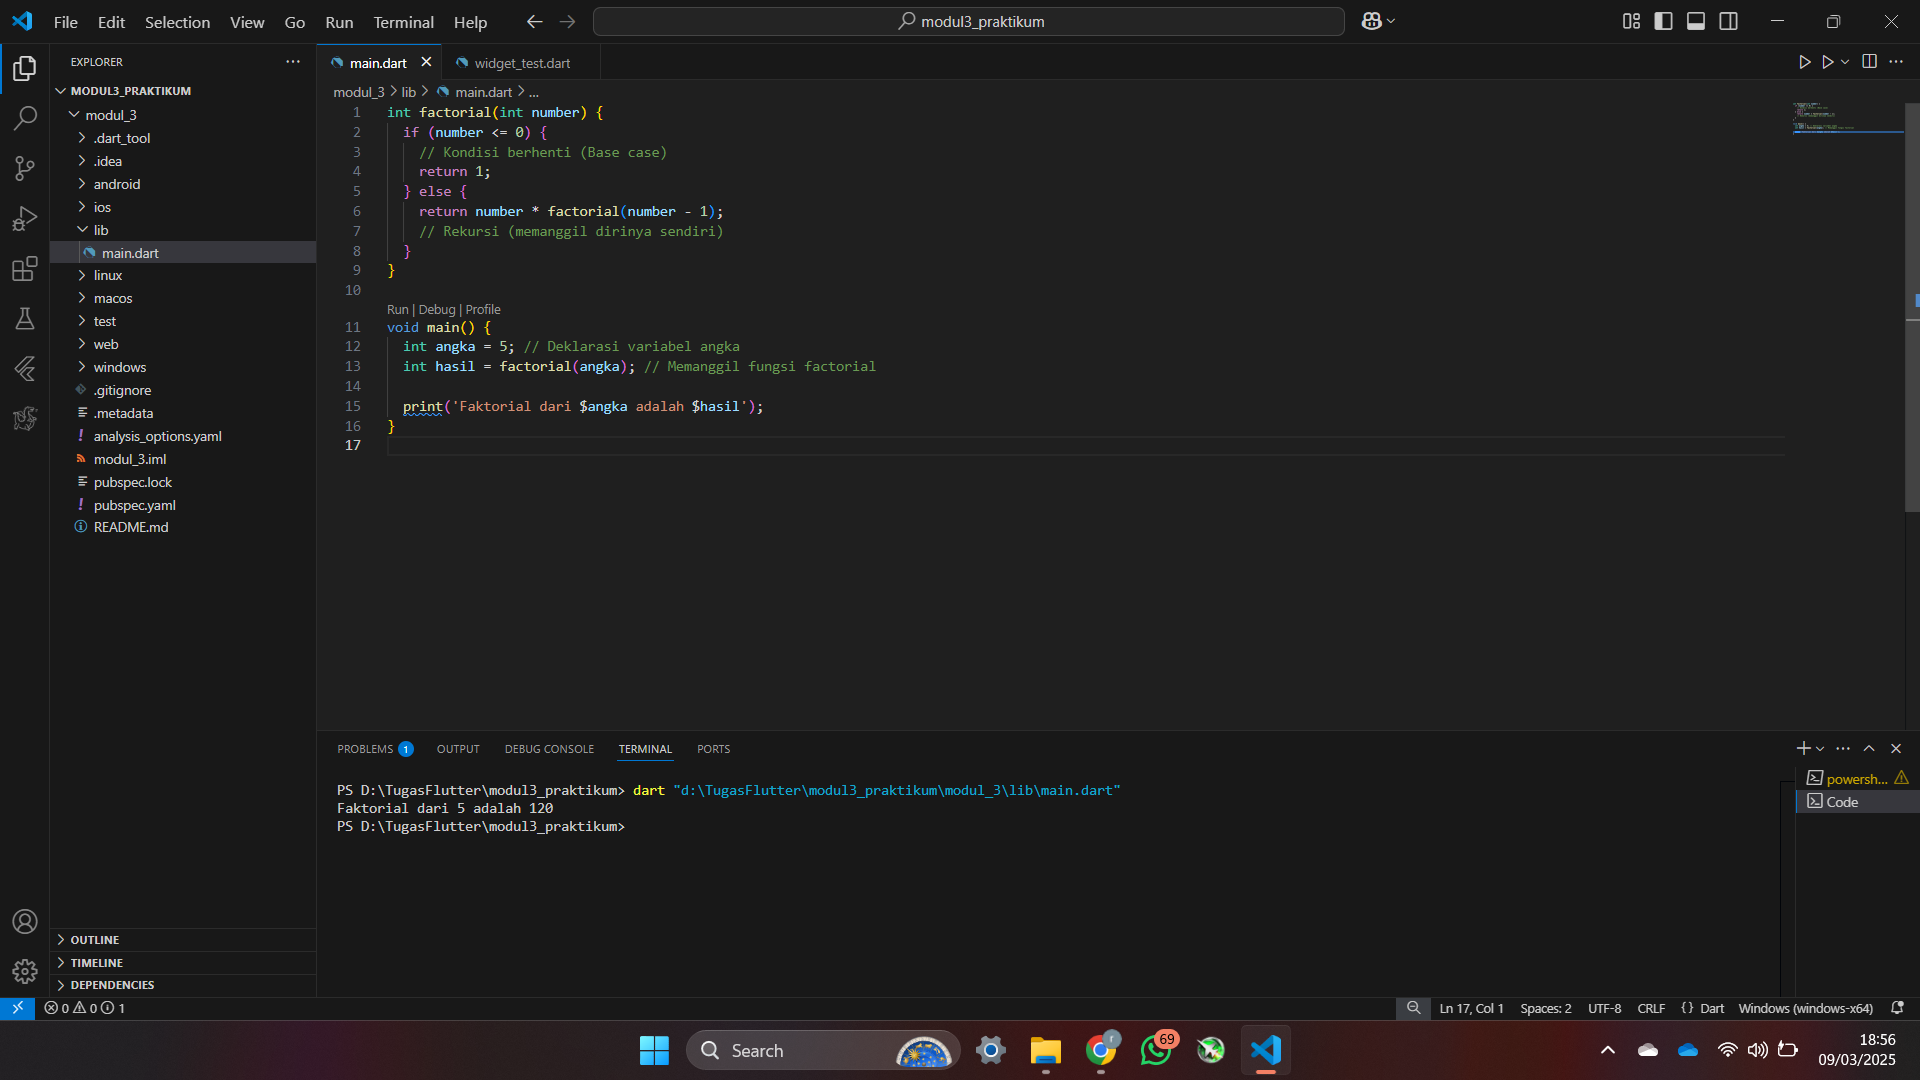 File Edit Selection View Go Run Terminal Help
modul3_praktikum
EXPLORER
MODUL3_PRAKTIKUM
modul_3
.dart_tool
.idea
android
ios
lib
main.dart
linux
macos
test
web
windows
.gitignore
.metadata
analysis_options.yaml
modul_3.iml
pubspec.lock
pubspec.yaml
README.md
OUTLINE
TIMELINE
DEPENDENCIES
main.dart widget_test.dart
modul_3 > lib > main.dart > ...
1 int factorial(int number) {
2 if (number <= 0) {
3 // Kondisi berhenti (Base case)
4 return 1;
5 } else {
6 return number * factorial(number - 1);
7 // Rekursi (memanggil dirinya sendiri)
8 }
9 }
10
Run | Debug | Profile
11 void main() {
12 int angka = 5; // Deklarasi variabel angka
13 int hasil = factorial(angka); // Memanggil fungsi factorial
14
15 print('Faktorial dari $angka adalah $hasil');
16 }
17
PROBLEMS 1 OUTPUT DEBUG CONSOLE TERMINAL PORTS
PS D:\TugasFlutter\modul3_praktikum> dart "d:\TugasFlutter\modul3_praktikum\modul_3\lib\main.dart"
Faktorial dari 5 adalah 120
PS D:\TugasFlutter\modul3_praktikum>
powersh...
Code
0 0 1
Ln 17, Col 1 Spaces: 2 UTF-8 CRLF {} Dart Windows (windows-x64)
Search
r
69
18:56
09/03/2025